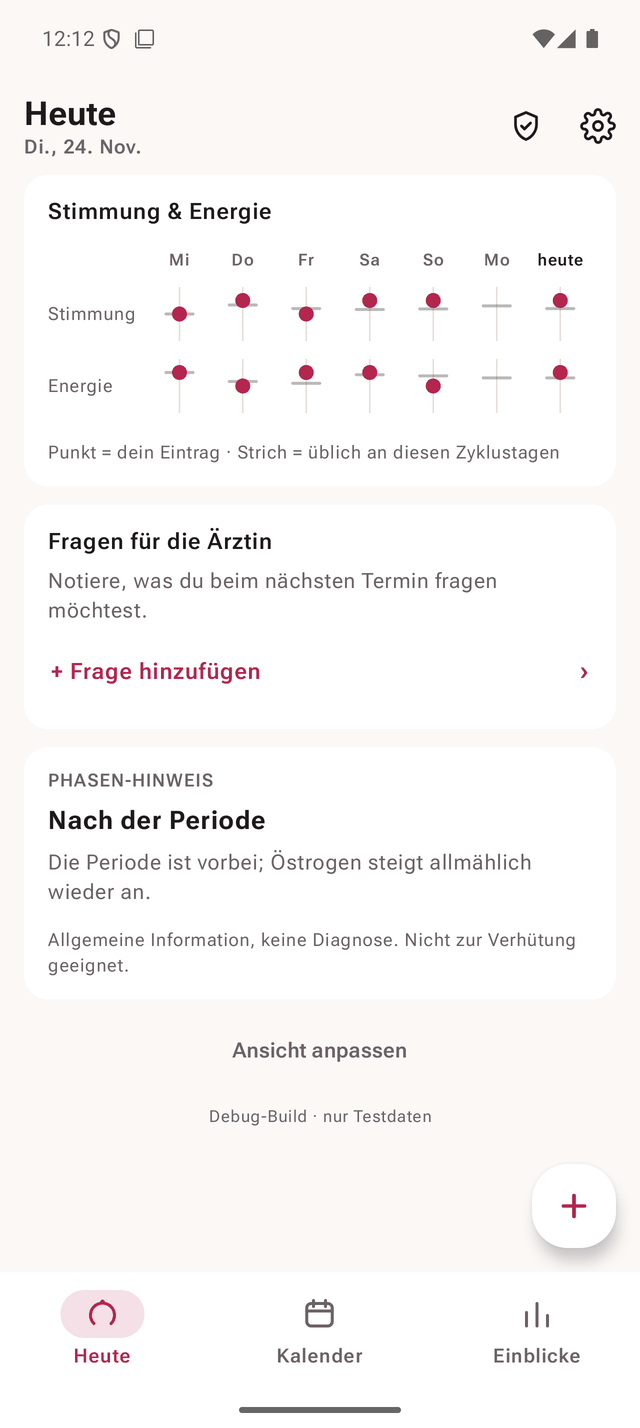 12:12
Heute
Di., 24. Nov.
Stimmung & Energie
Mi Do Fr Sa So Mo heute
Stimmung
Energie
Punkt = dein Eintrag · Strich = üblich an diesen Zyklustagen
Fragen für die Ärztin
Notiere, was du beim nächsten Termin fragen
möchtest.
+ Frage hinzufügen ›
PHASEN-HINWEIS
Nach der Periode
Die Periode ist vorbei; Östrogen steigt allmählich
wieder an.
Allgemeine Information, keine Diagnose. Nicht zur Verhütung
geeignet.
Ansicht anpassen
Debug-Build · nur Testdaten
Heute Kalender Einblicke